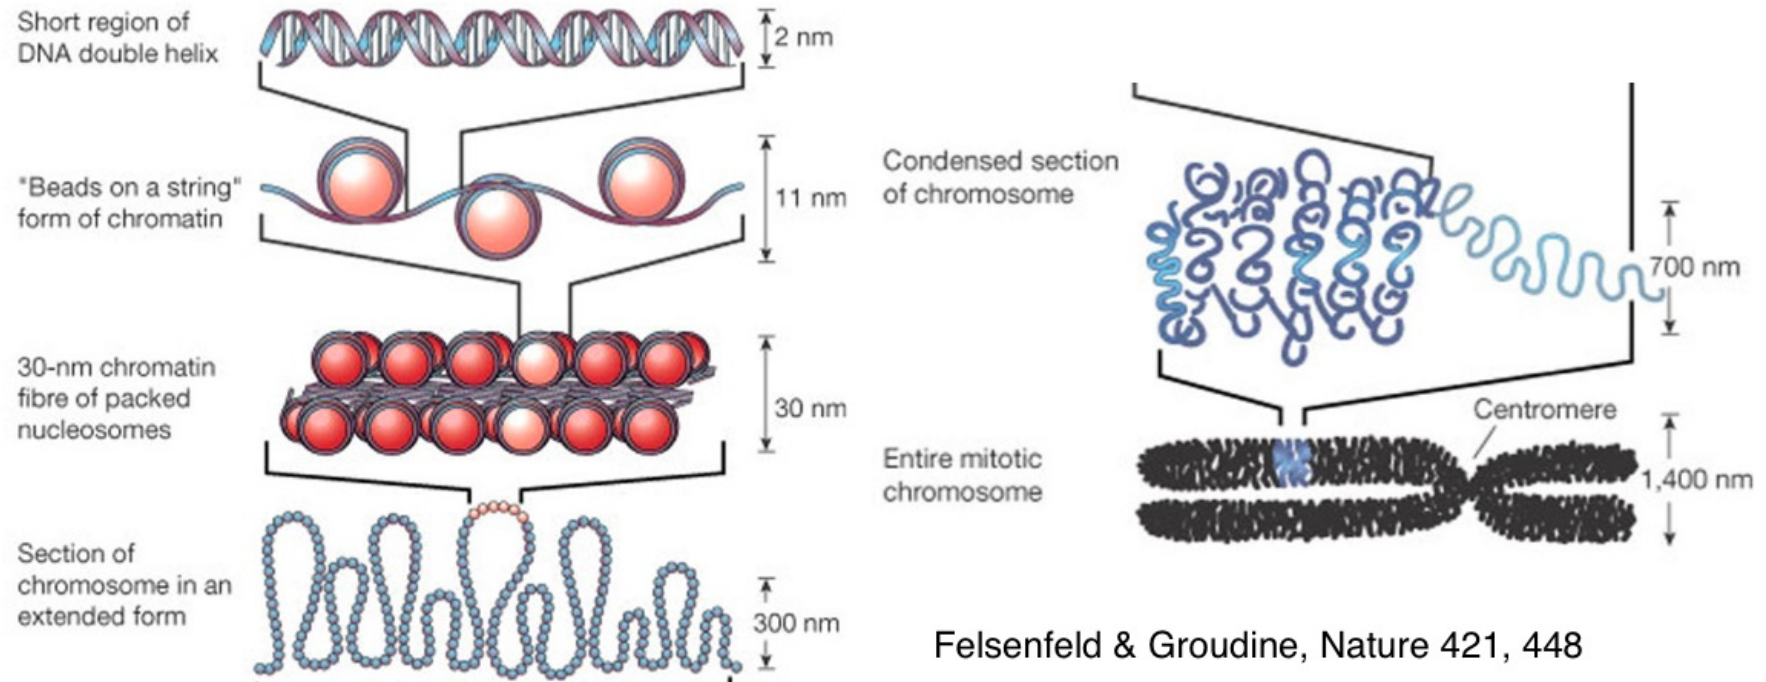 Short region of
DNA double helix
2 nm
"Beads on a string"
form of chromatin
11 nm
30-nm chromatin
fibre of packed
nucleosomes
30 nm
Section of
chromosome in an
extended form
300 nm
Condensed section
of chromosome
700 nm
Centromere
Entire mitotic
chromosome
1,400 nm
Felsenfeld & Groudine, Nature 421, 448